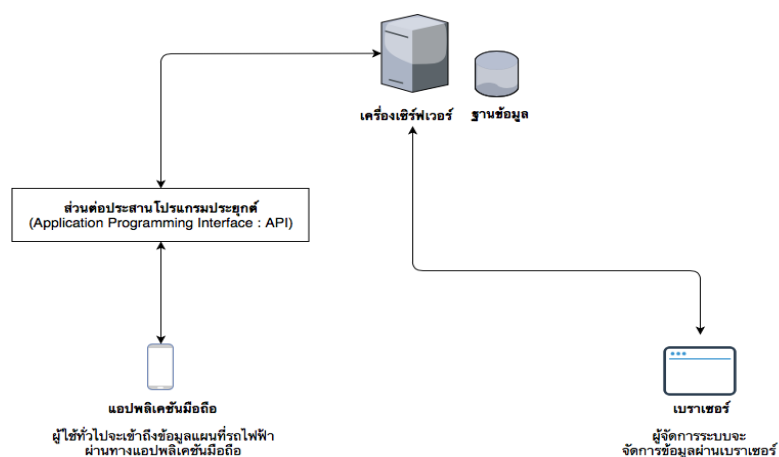 เครื่องเซิร์ฟเวอร์
ฐานข้อมูล
ส่วนต่อประสานโปรแกรมประยุกต์
(Application Programming Interface : API)
แอปพลิเคชันมือถือ
ผู้ใช้ทั่วไปจะเข้าถึงข้อมูลแผนที่รถไฟฟ้า
ผ่านทางแอปพลิเคชันมือถือ
เบราเซอร์
ผู้จัดการระบบจะ
จัดการข้อมูลผ่านเบราเซอร์